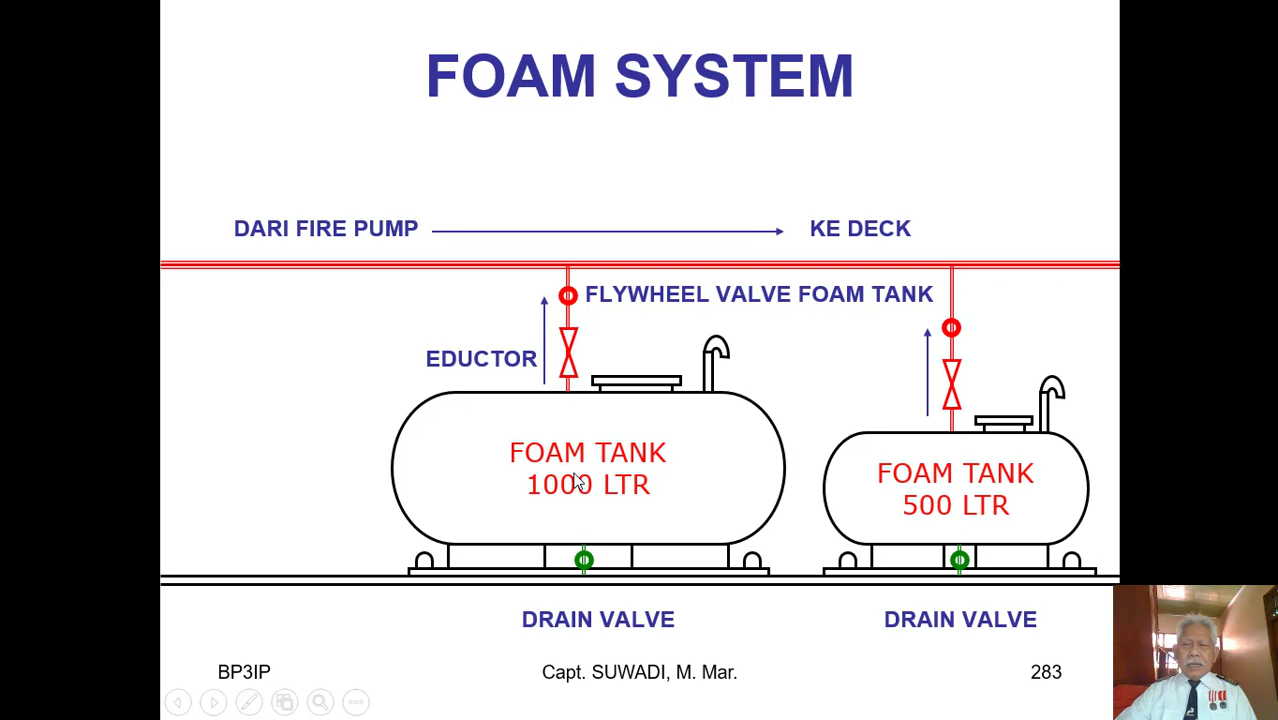 FOAM SYSTEM
DARI FIRE PUMP
KE DECK
FLYWHEEL VALVE FOAM TANK
EDUCTOR
FOAM TANK
1000 LTR
FOAM TANK
500 LTR
DRAIN VALVE
DRAIN VALVE
BP3IP
Capt. SUWADI, M. Mar.
283